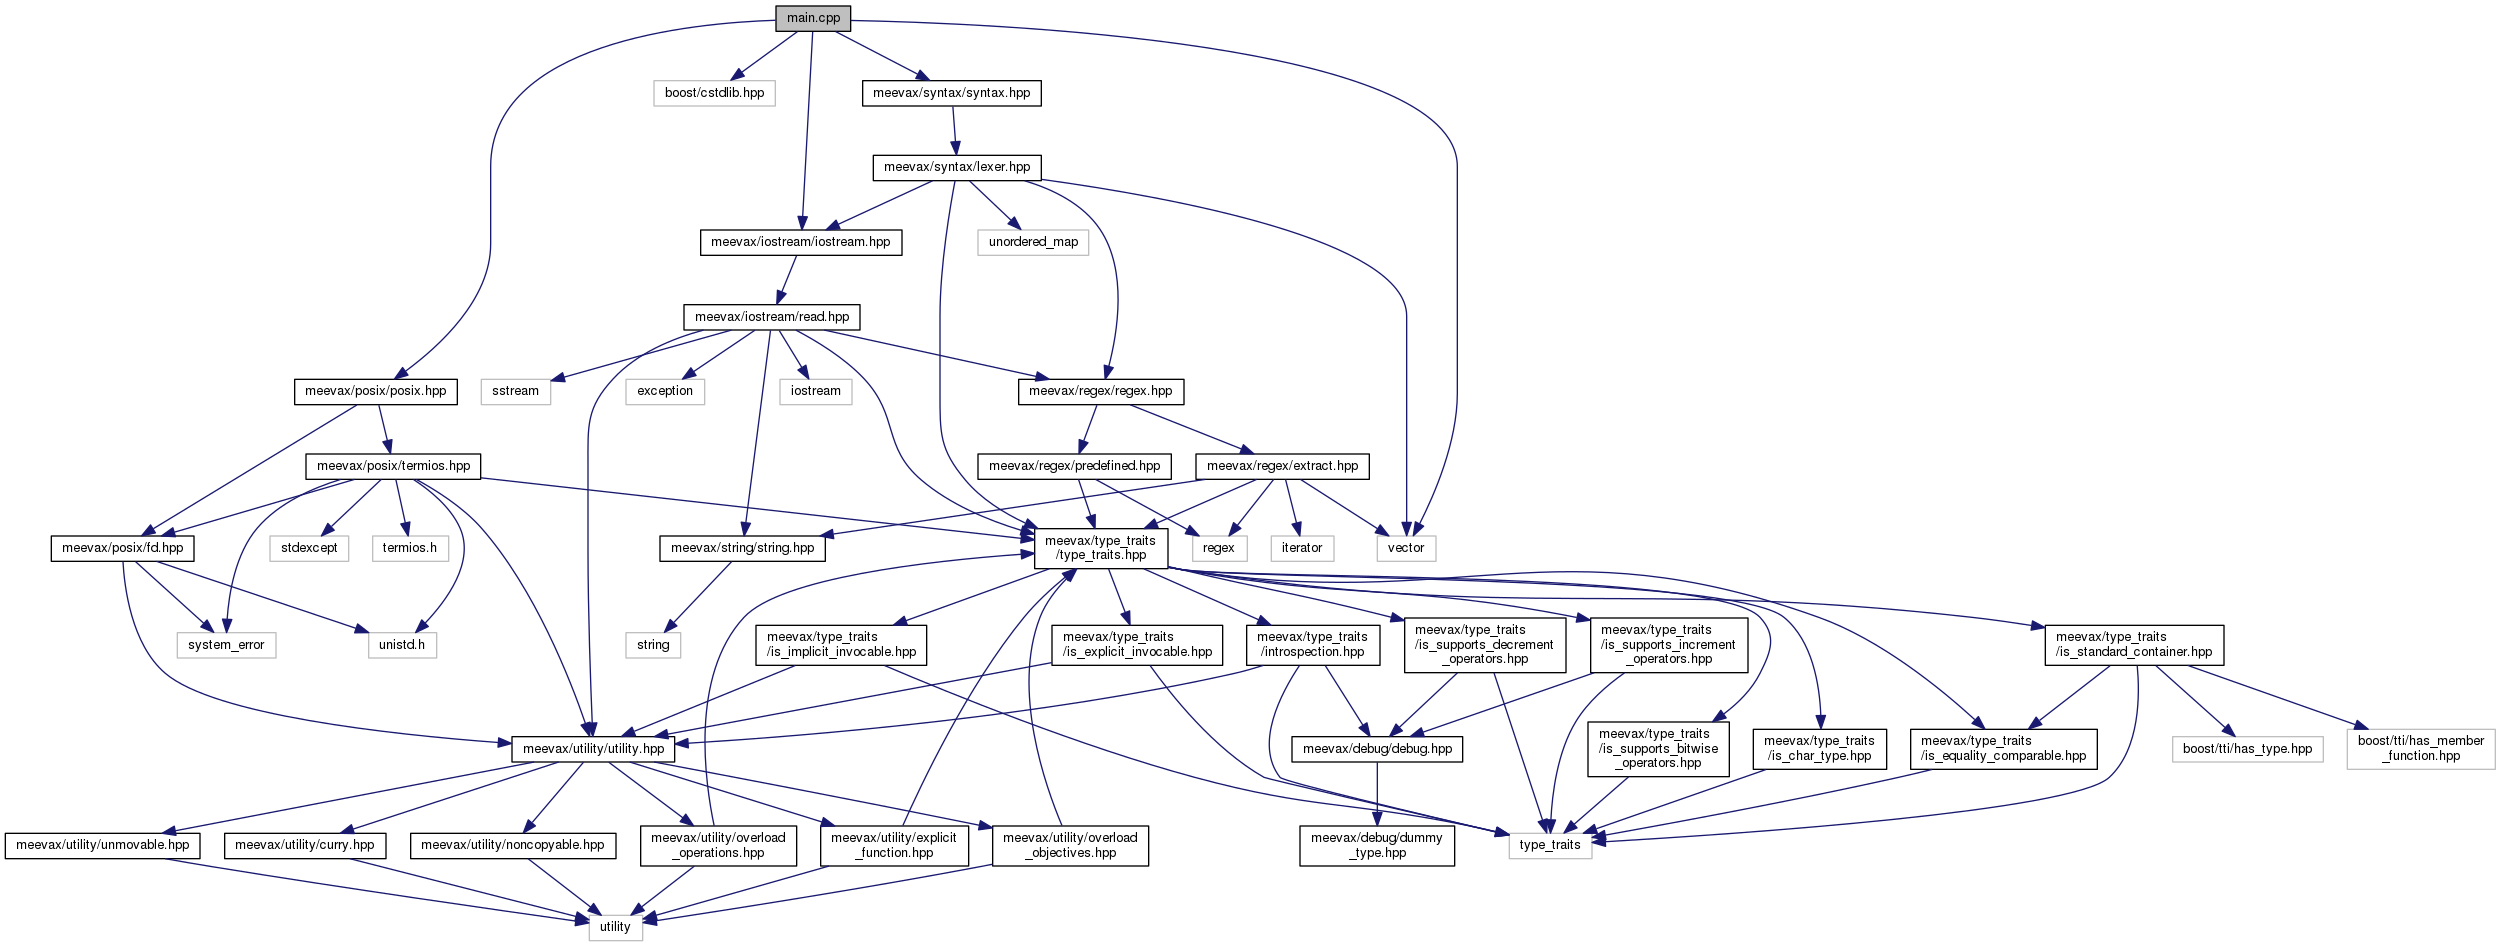 main.cpp
boost/cstdlib.hpp
meevax/syntax/syntax.hpp
meevax/syntax/lexer.hpp
meevax/iostream/iostream.hpp
unordered_map
meevax/iostream/read.hpp
meevax/posix/posix.hpp
sstream
exception
iostream
meevax/regex/regex.hpp
meevax/posix/termios.hpp
meevax/regex/predefined.hpp
meevax/regex/extract.hpp
meevax/posix/fd.hpp
stdexcept
termios.h
meevax/string/string.hpp
meevax/type_traits
/type_traits.hpp
regex
iterator
vector
system_error
unistd.h
string
meevax/type_traits
/is_implicit_invocable.hpp
meevax/type_traits
/is_explicit_invocable.hpp
meevax/type_traits
/introspection.hpp
meevax/type_traits
/is_supports_decrement
_operators.hpp
meevax/type_traits
/is_supports_increment
_operators.hpp
meevax/type_traits
/is_standard_container.hpp
meevax/utility/utility.hpp
meevax/debug/debug.hpp
meevax/type_traits
/is_supports_bitwise
_operators.hpp
meevax/type_traits
/is_char_type.hpp
meevax/type_traits
/is_equality_comparable.hpp
boost/tti/has_type.hpp
boost/tti/has_member
_function.hpp
meevax/utility/unmovable.hpp
meevax/utility/curry.hpp
meevax/utility/noncopyable.hpp
meevax/utility/overload
_operations.hpp
meevax/utility/explicit
_function.hpp
meevax/utility/overload
_objectives.hpp
meevax/debug/dummy
_type.hpp
type_traits
utility